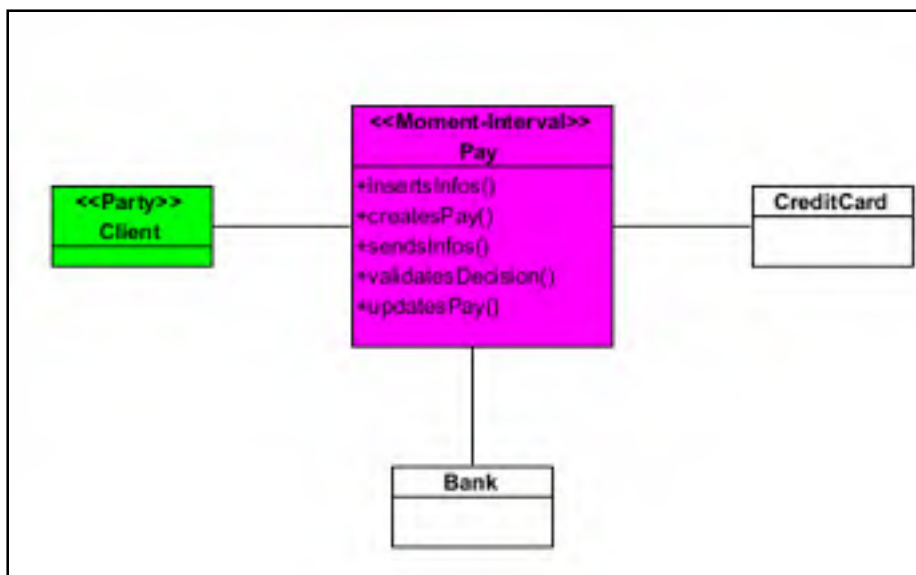 <<Moment-Interval>>
Pay
+insertsInfos()
+createsPay()
+sendsInfos()
+validatesDecision()
+updatesPay()
<<Party>>
Client
CreditCard
Bank